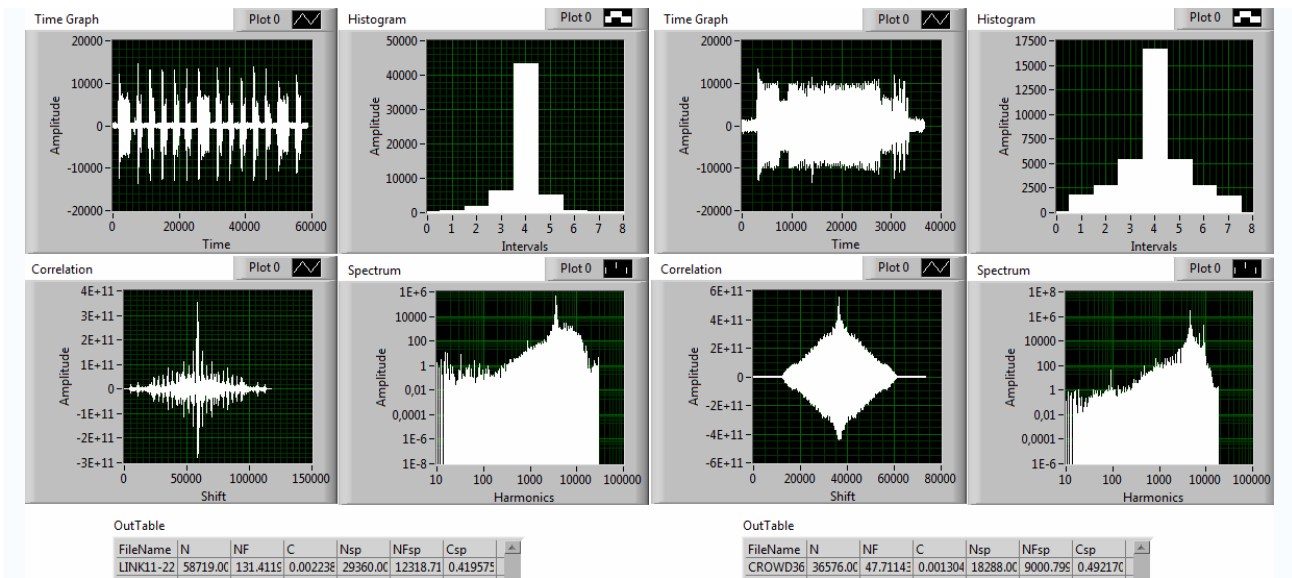 Time Graph Plot 0
20000
10000
0
-10000
-20000
Amplitude
0 20000 40000 60000
Time
Histogram Plot 0
50000
40000
30000
20000
10000
0
Amplitude
0 1 2 3 4 5 6 7 8
Intervals
Time Graph Plot 0
20000
10000
0
-10000
-20000
Amplitude
0 10000 20000 30000 40000
Time
Histogram Plot 0
17500
15000
12500
10000
7500
5000
2500
0
Amplitude
0 1 2 3 4 5 6 7 8
Intervals
Correlation Plot 0
4E+11
3E+11
2E+11
1E+11
0
-1E+11
-2E+11
-3E+11
Amplitude
0 50000 100000 150000
Shift
Spectrum Plot 0
1E+6
10000
100
1
0,01
0,0001
1E-6
1E-8
Amplitude
10 100 1000 10000 100000
Harmonics
Correlation Plot 0
6E+11
4E+11
2E+11
0
-2E+11
-4E+11
-6E+11
Amplitude
0 20000 40000 60000 80000
Shift
Spectrum Plot 0
1E+8
1E+6
10000
100
1
0,01
0,0001
1E-6
Amplitude
10 100 1000 10000 100000
Harmonics
OutTable
FileName N NF C Nsp NFsp Csp
LINK11-22 58719.00 131.4119 0.002238 29360.00 12318.71 0.419575
OutTable
FileName N NF C Nsp NFsp Csp
CROWD36 36576.00 47.71143 0.001304 18288.00 9000.799 0.492170